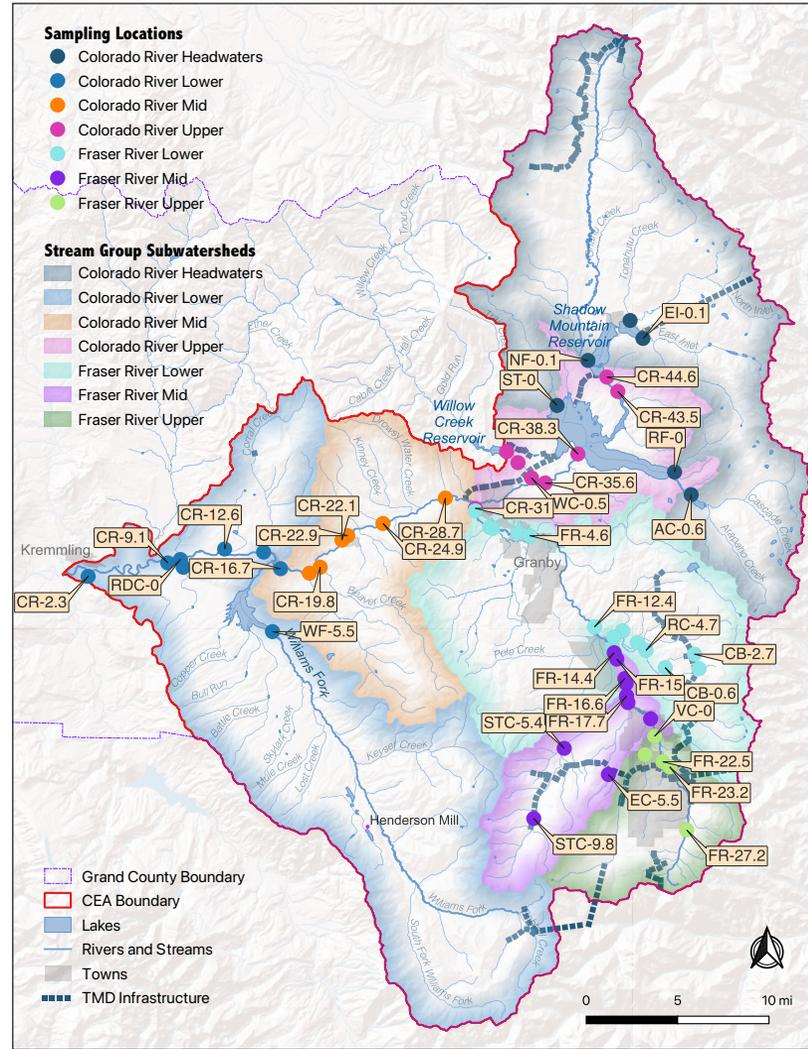 Sampling Locations
Colorado River Headwaters
Colorado River Lower
Colorado River Mid
Colorado River Upper
Fraser River Lower
Fraser River Mid
Fraser River Upper
Stream Group Subwatersheds
Colorado River Headwaters
Colorado River Lower
Colorado River Mid
Colorado River Upper
Fraser River Lower
Fraser River Mid
Fraser River Upper
Trout Creek
Willow Creek
Creek
Tonahutu Creek
North Inlet
Shadow
Mountain
Reservoir
EI-0.1
East Inlet
Ethel Creek
Hall Creek
Gold Run
Cabin Creek
NF-0.1
ST-0
CR-44.6
CR-43.5
Willow
Creek
Reservoir
CR-38.3
RF-0
Corral Creek
Kinney Creek
Drowsy Water Creek
CR-35.6
WC-0.5
CR-31
Cascade Creek
AC-0.6
Arapaho Creek
CR-22.1
CR-12.6
CR-22.9
CR-28.7
CR-24.9
FR-4.6
CR-9.1
Kremmling
RDC-0
CR-16.7
Granby
CR-2.3
CR-19.8
Beaver Creek
FR-12.4
RC-4.7
WF-5.5
Williams Fork
Pole Creek
CB-2.7
Copper Creek
Bull Run
Battle Creek
FR-14.4
FR-15
CB-0.6
FR-16.6
VC-0
STC-5.4
FR-17.7
Skylark Creek
Mule Creek
Lost Creek
Keyser Creek
FR-22.5
FR-23.2
EC-5.5
Henderson Mill
STC-9.8
FR-27.2
Williams Fork
South Fork Williams Fork
Creek
Grand County Boundary
CEA Boundary
Lakes
Rivers and Streams
Towns
TMD Infrastructure
0 5 10 mi